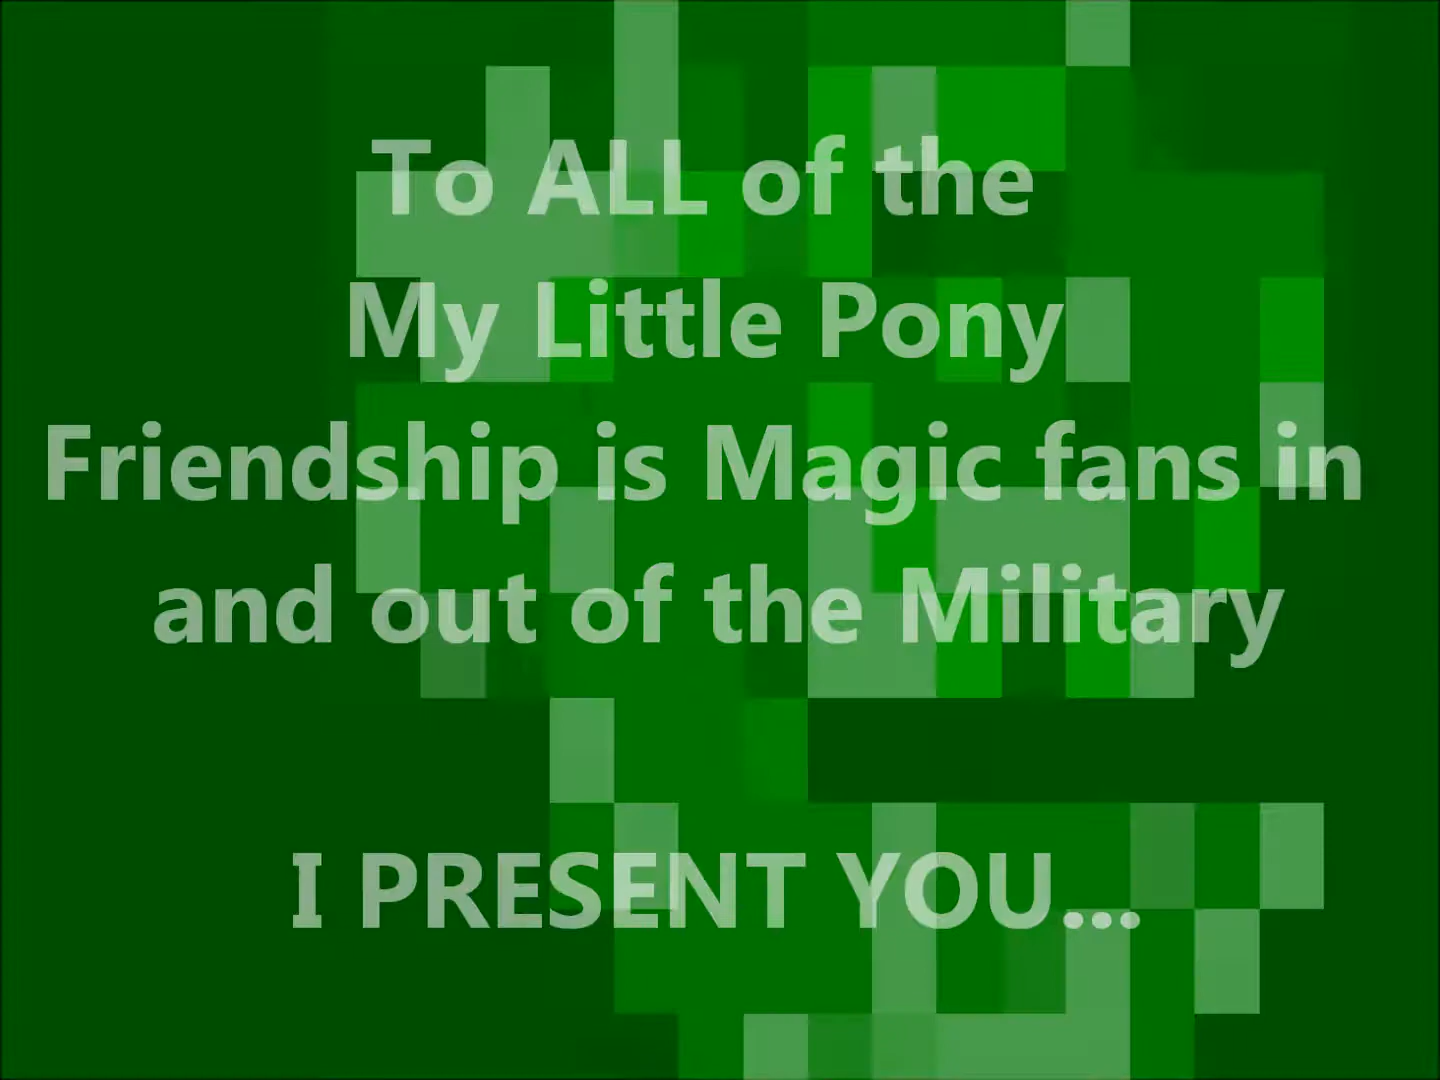 To ALL of the
My Little Pony
Friendship is Magic fans in
and out of the Military
I PRESENT YOU...